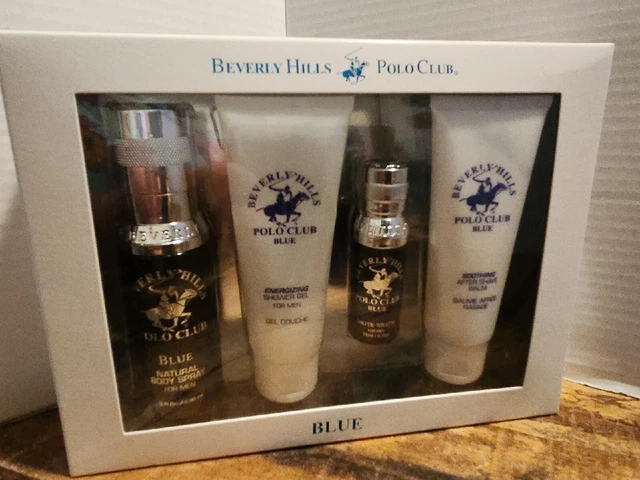 BEVERLY HILLS POLO CLUB®
BEVERLY
BEVERLY HILLS
POLO CLUB
BLUE
NATURAL
BODY SPRAY
FOR MEN
BEVERLY HILLS
POLO CLUB
BLUE
ENERGIZING
SHOWER GEL
FOR MEN
GEL DOUCHE
BEVERLY HILLS
POLO CLUB
BLUE
BEVERLY HILLS
POLO CLUB
BLUE
SOOTHING
AFTER SHAVE
BALM
BAUME APRES
RASAGE
BLUE